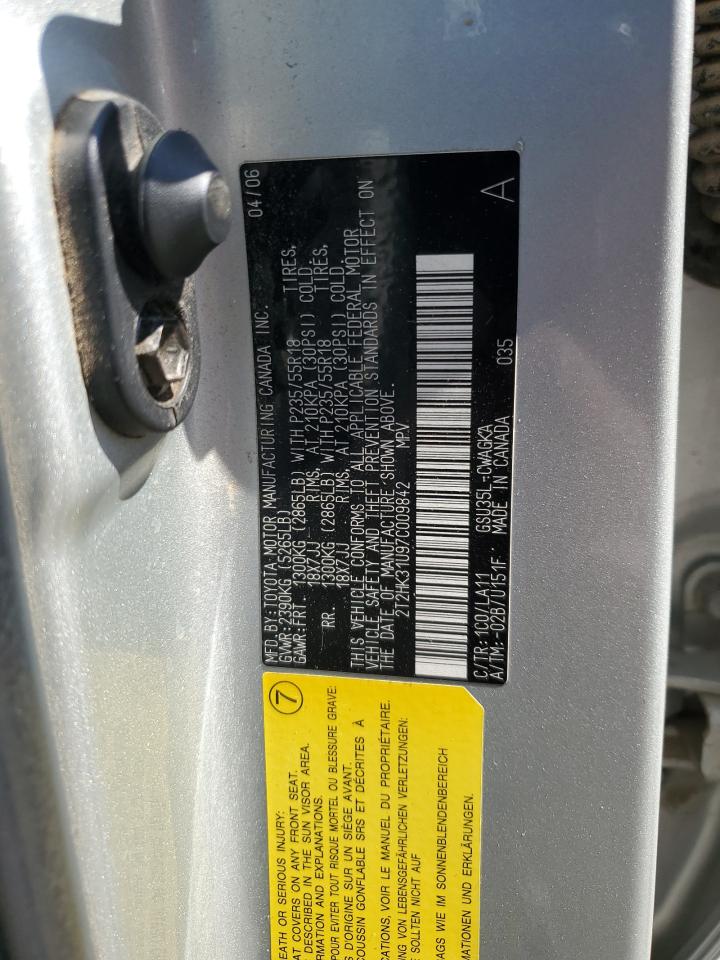 MFD. BY: TOYOTA MOTOR MANUFACTURING CANADA INC. 04/06
GVWR: 2390KG (5265LB)
GAWR: FRT. 1300KG (2865LB) WITH P235/55R18 TIRES,
18X7JJ RIMS, AT 210KPA (30PSI) COLD.
RR. 1300KG (2865LB) WITH P235/55R18 TIRES,
18X7JJ RIMS, AT 210KPA (30PSI) COLD.
THIS VEHICLE CONFORMS TO ALL APPLICABLE FEDERAL MOTOR
VEHICLE SAFETY AND THEFT PREVENTION STANDARDS IN EFFECT ON
THE DATE OF MANUFACTURE SHOWN ABOVE.
2T2HK31U97C009842 MPV
C/TR: 1C0/LA11 GSU35L-CWAGKA
A/TM: -02B/U151F MADE IN CANADA 035 A
7
EATH OR SERIOUS INJURY:
AT COVERS ON ANY FRONT SEAT.
DESCRIBED IN THE SUN VISOR AREA.
RMATION AND EXPLANATIONS.
POUR EVITER TOUT RISQUE MORTEL OU BLESSURE GRAVE:
S D'ORIGINE SUR UN SIÈGE AVANT.
COUSSIN GONFLABLE SRS ET DÉCRITES À
CATIONS, VOIR LE MANUEL DU PROPRIÉTAIRE.
NG VON LEBENSGEFÄHRLICHEN VERLETZUNGEN:
E SOLLTEN NICHT AUF
AGS WIE IM SONNENBLENDENBEREICH
MATIONEN UND ERKLÄRUNGEN.